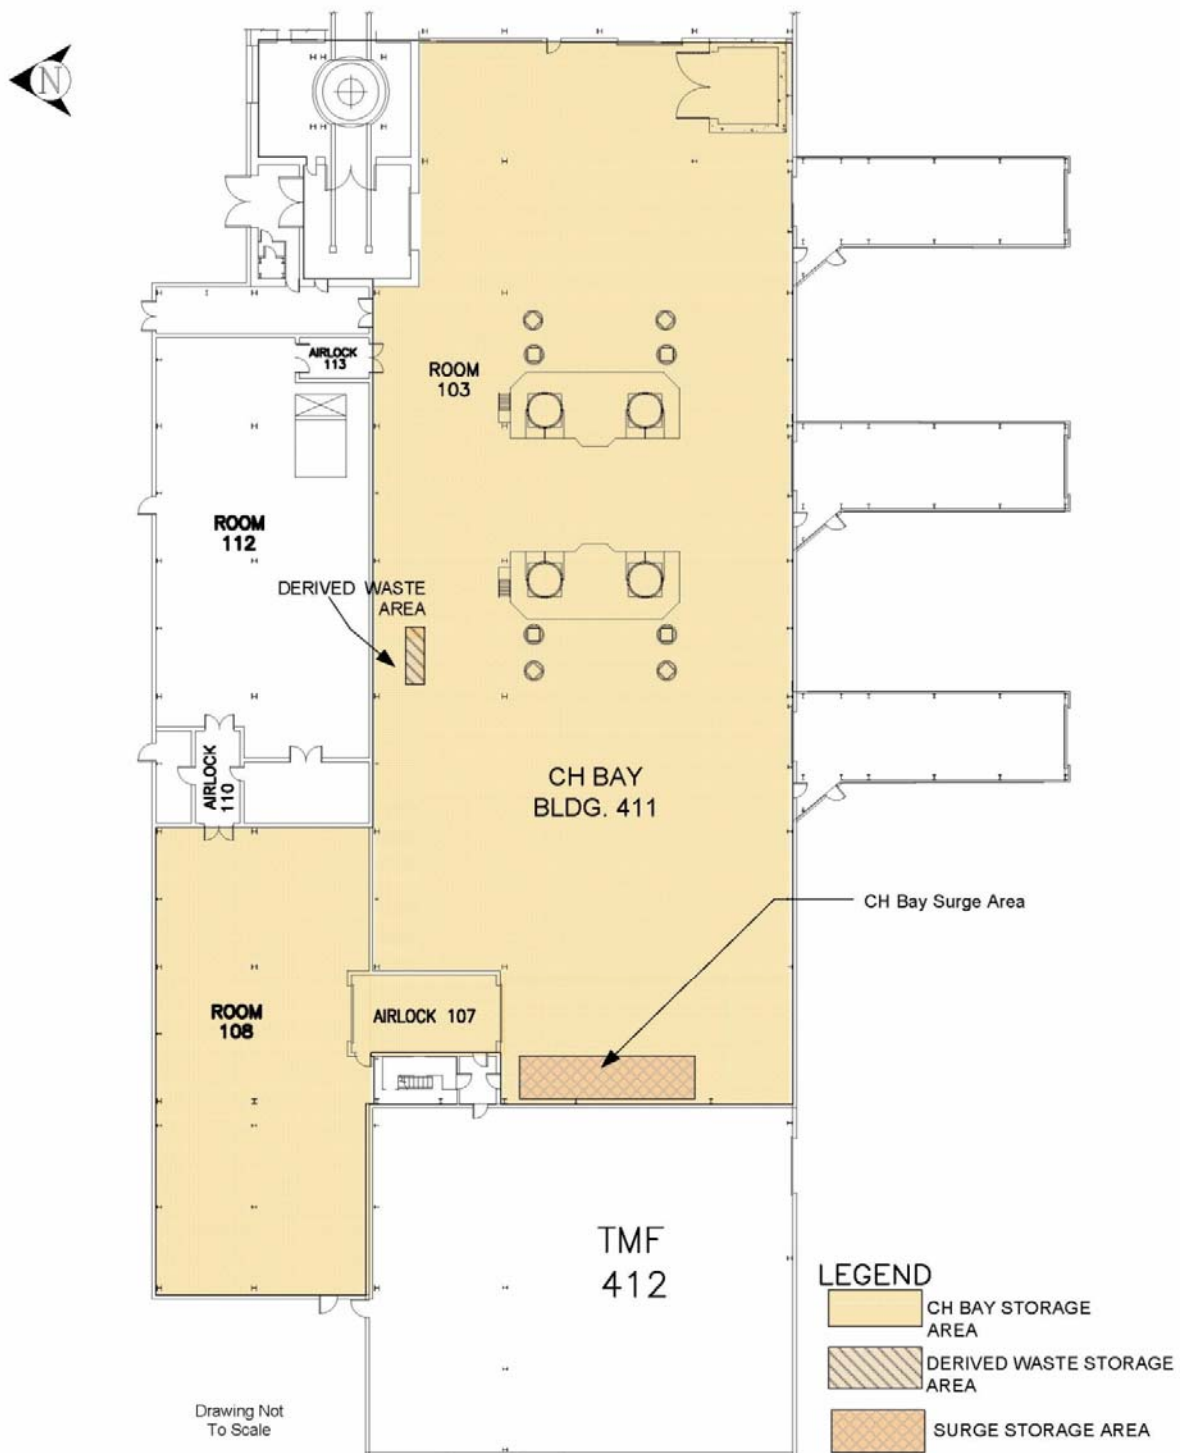 N
AIRLOCK
113
ROOM
103
ROOM
112
DERIVED WASTE
AREA
AIRLOCK
110
CH BAY
BLDG. 411
CH Bay Surge Area
ROOM
108
AIRLOCK 107
TMF
412
LEGEND
CH BAY STORAGE
AREA
DERIVED WASTE STORAGE
AREA
SURGE STORAGE AREA
Drawing Not
To Scale